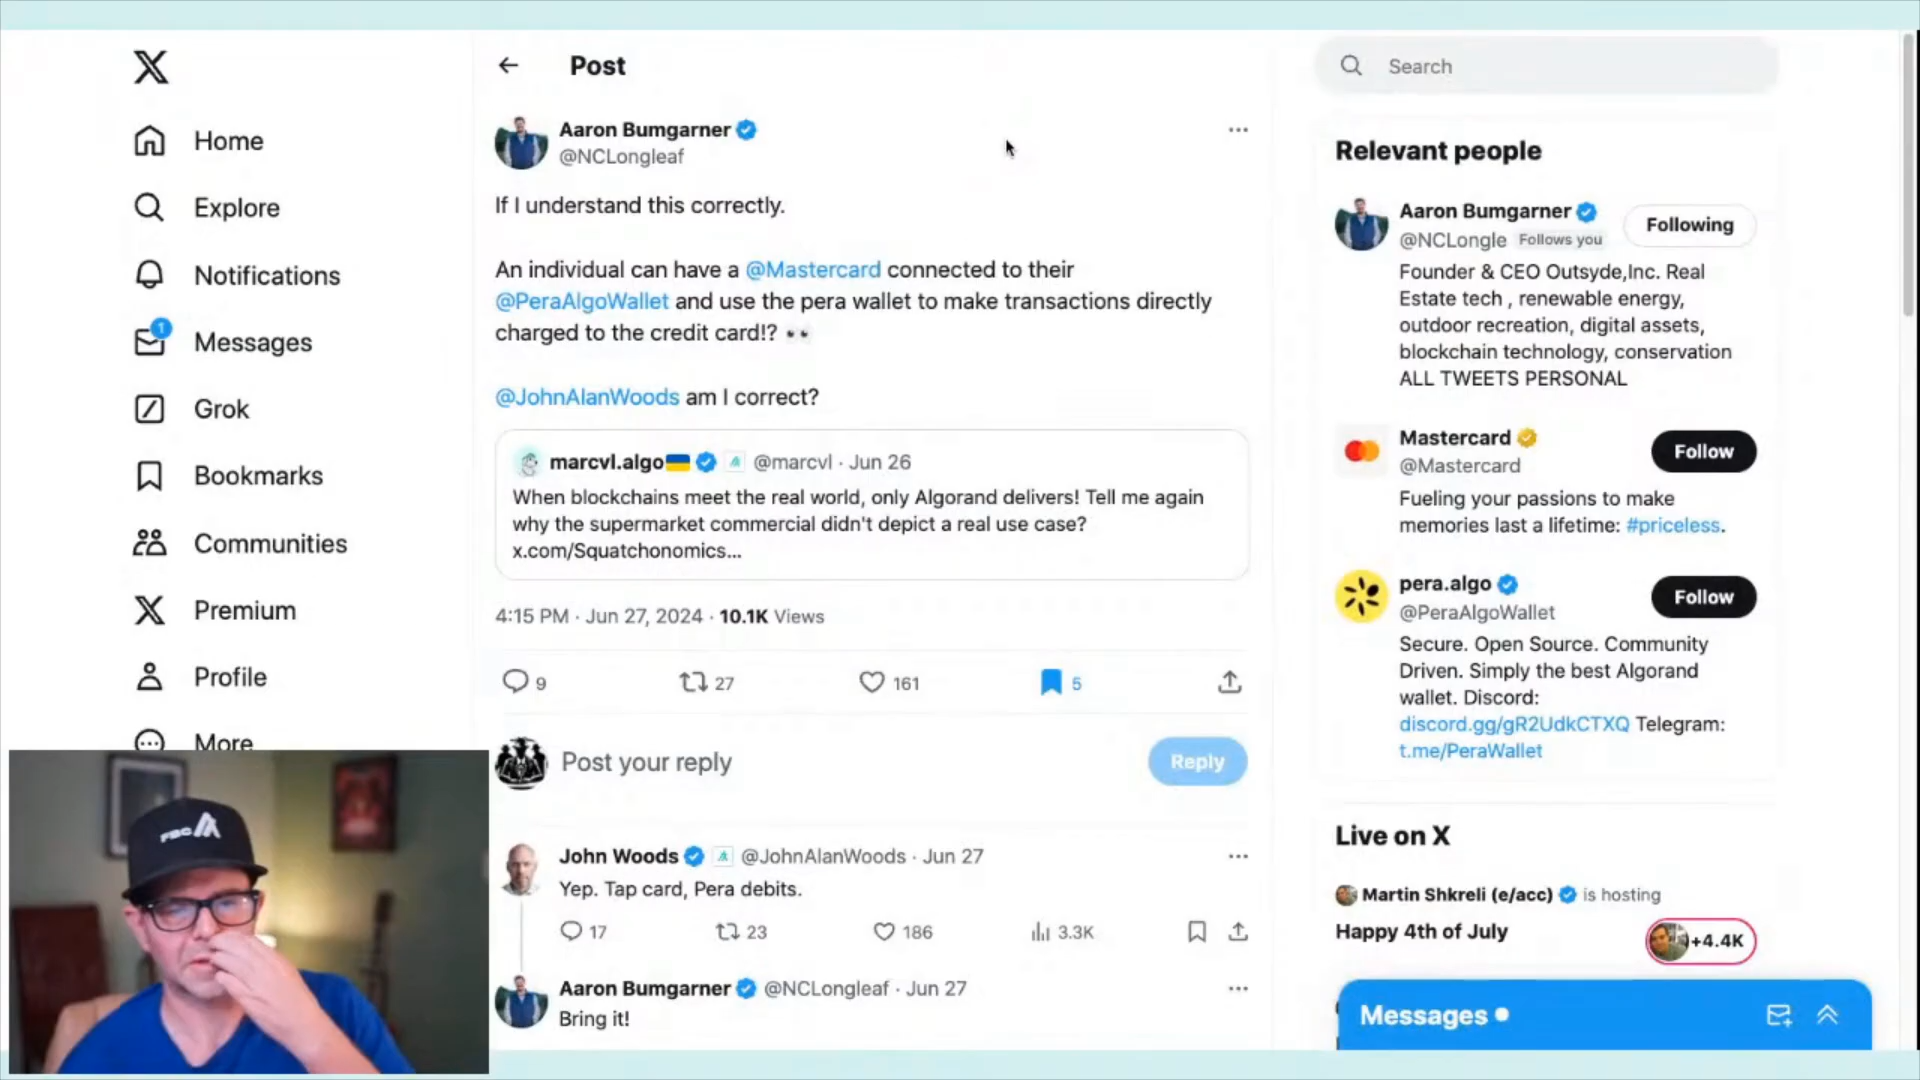 Post
Search
Home
Explore
Notifications
1
Messages
Grok
Bookmarks
Communities
Premium
Profile
More
Aaron Bumgarner
@NCLongleaf
If I understand this correctly.
An individual can have a @Mastercard connected to their
@PeraAlgoWallet and use the pera wallet to make transactions directly
charged to the credit card!? 👀
@JohnAlanWoods am I correct?
marcvl.algo🇺🇦 @marcvl · Jun 26
When blockchains meet the real world, only Algorand delivers! Tell me again
why the supermarket commercial didn't depict a real use case?
x.com/Squatchonomics...
4:15 PM · Jun 27, 2024 · 10.1K Views
9 27 161 5
Post your reply
Reply
John Woods @JohnAlanWoods · Jun 27
Yep. Tap card, Pera debits.
17 23 186 3.3K
Aaron Bumgarner @NCLongleaf · Jun 27
Bring it!
Relevant people
Aaron Bumgarner
@NCLongle Follows you
Following
Founder & CEO Outsyde,Inc. Real
Estate tech , renewable energy,
outdoor recreation, digital assets,
blockchain technology, conservation
ALL TWEETS PERSONAL
Mastercard
@Mastercard
Follow
Fueling your passions to make
memories last a lifetime: #priceless.
pera.algo
@PeraAlgoWallet
Follow
Secure. Open Source. Community
Driven. Simply the best Algorand
wallet. Discord:
discord.gg/gR2UdkCTXQ Telegram:
t.me/PeraWallet
Live on X
Martin Shkreli (e/acc) is hosting
Happy 4th of July
+4.4K
Messages
FBC